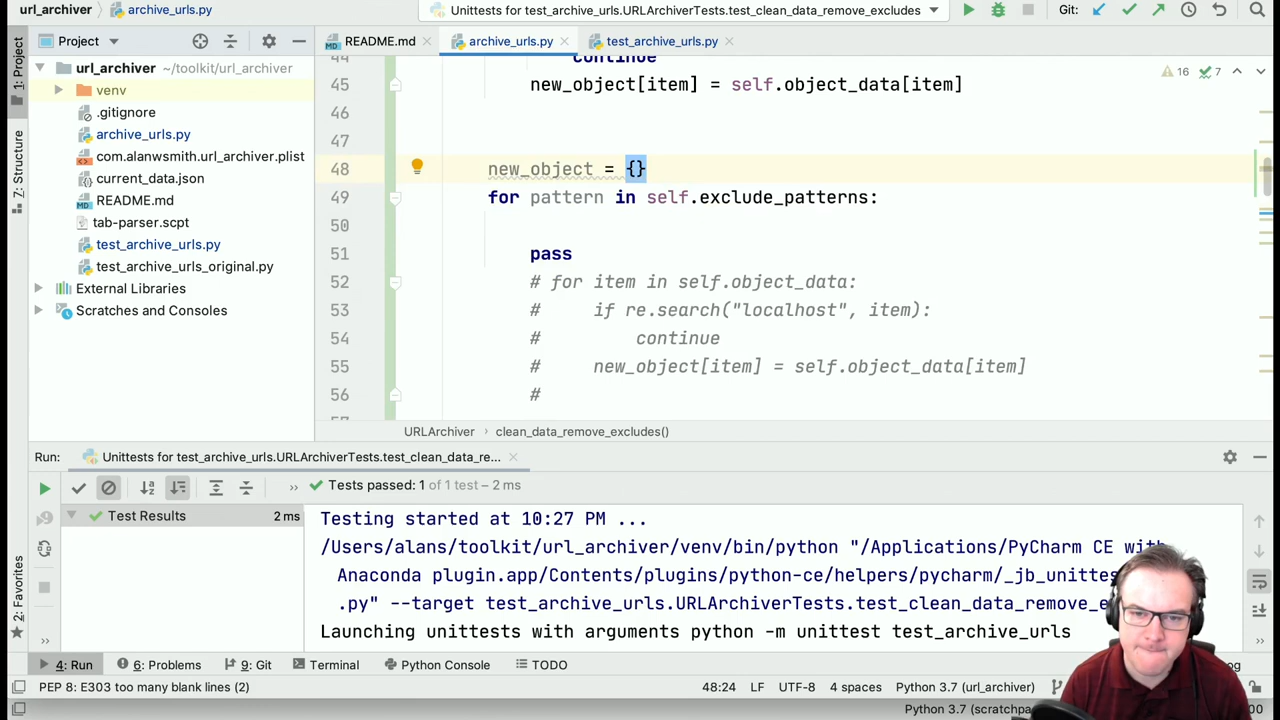 url_archiver
archive_urls.py
Unittests for test_archive_urls.URLArchiverTests.test_clean_data_remove_excludes
Git:
1: Project
Structure
2: Favorites
Project
README.md
archive_urls.py
test_archive_urls.py
url_archiver ~/toolkit/url_archiver
venv
.gitignore
archive_urls.py
com.alanwsmith.url_archiver.plist
current_data.json
README.md
tab-parser.scpt
test_archive_urls.py
test_archive_urls_original.py
External Libraries
Scratches and Consoles
16 7
44 continue
45 new_object[item] = self.object_data[item]
46
47
48 new_object = {}
49 for pattern in self.exclude_patterns:
50
51 pass
52 # for item in self.object_data:
53 # if re.search("localhost", item):
54 # continue
55 # new_object[item] = self.object_data[item]
56 #
URLArchiver › clean_data_remove_excludes()
Run: Unittests for test_archive_urls.URLArchiverTests.test_clean_data_re...
Tests passed: 1 of 1 test – 2 ms
Test Results 2 ms
Testing started at 10:27 PM ...
/Users/alans/toolkit/url_archiver/venv/bin/python "/Applications/PyCharm CE with
Anaconda plugin.app/Contents/plugins/python-ce/helpers/pycharm/_jb_unittes
.py" --target test_archive_urls.URLArchiverTests.test_clean_data_remove_e
Launching unittests with arguments python -m unittest test_archive_urls
4: Run 6: Problems 9: Git Terminal Python Console TODO
PEP 8: E303 too many blank lines (2) 48:24 LF UTF-8 4 spaces Python 3.7 (url_archiver)
Python 3.7 (scratchpa